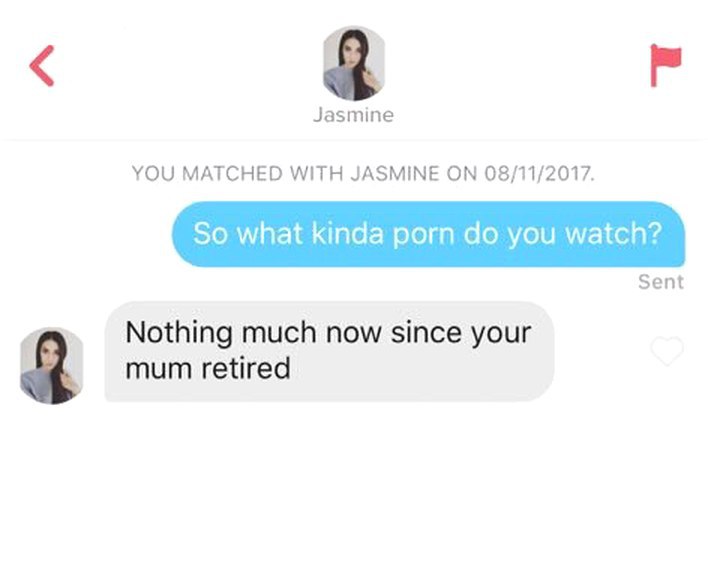 Jasmine
YOU MATCHED WITH JASMINE ON 08/11/2017.
So what kinda porn do you watch?
Sent
Nothing much now since your
mum retired